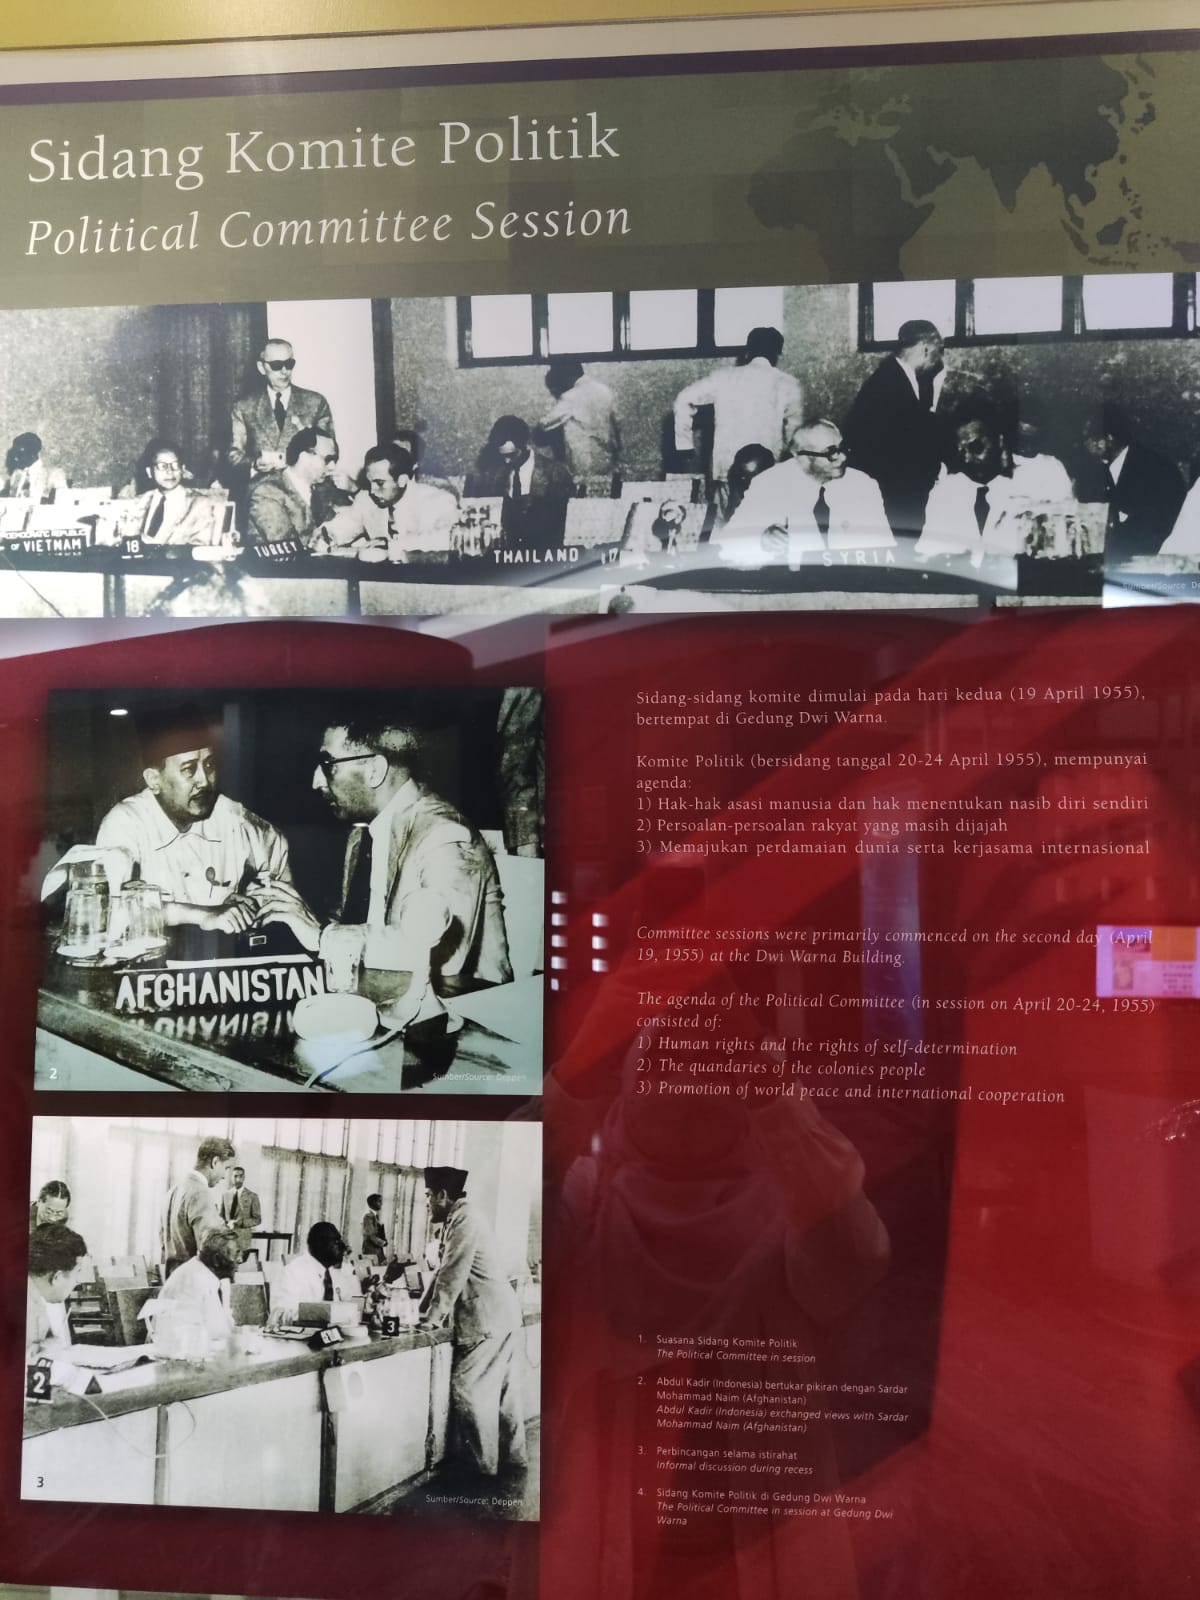 Sidang Komite Politik
Political Committee Session
DEMOCRATIC REPUBLIC
OF VIETNAM
18
TURKEY
THAILAND
17
SYRIA
Sumber/Source: De
Sidang-sidang komite dimulai pada hari kedua (19 April 1955),
bertempat di Gedung Dwi Warna.
Komite Politik (bersidang tanggal 20-24 April 1955), mempunyai
agenda:
1) Hak-hak asasi manusia dan hak menentukan nasib diri sendiri
2) Persoalan-persoalan rakyat yang masih dijajah
3) Memajukan perdamaian dunia serta kerjasama internasional
Committee sessions were primarily commenced on the second day (April
19, 1955) at the Dwi Warna Building.
The agenda of the Political Committee (in session on April 20-24, 1955)
consisted of:
1) Human rights and the rights of self-determination
2) The quandaries of the colonies people
3) Promotion of world peace and international cooperation
AFGHANISTAN
2
Sumber/Source: Deppen
2
3
3
Sumber/Source: Deppen
1. Suasana Sidang Komite Politik
The Political Committee in session
2. Abdul Kadir (Indonesia) bertukar pikiran dengan Sardar
Mohammad Naim (Afghanistan)
Abdul Kadir (Indonesia) exchanged views with Sardar
Mohammad Naim (Afghanistan)
3. Perbincangan selama istirahat
Informal discussion during recess
4. Sidang Komite Politik di Gedung Dwi Warna
The Political Committee in session at Gedung Dwi
Warna